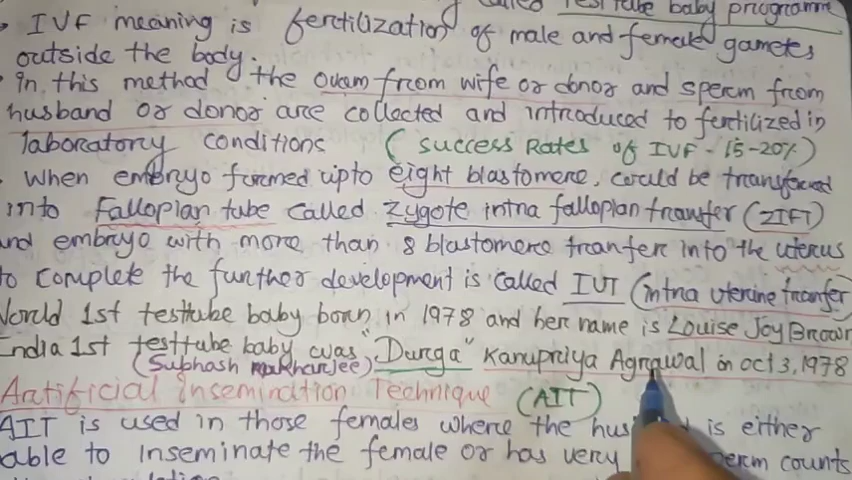 called Test tube baby programme
• IVF meaning is fertilization of male and female gametes
outside the body.
• In this method the ovam from wife or donor and sperm from
husband or donor are collected and introduced to fertilized in
laboratory conditions (success Rates of IVF - 15-20%)
• When embryo formed upto eight blastomere, could be transfered
into Fallopian tube called zygote intra fallopian transfer (ZIFT)
and embryo with more than 8 blastomere tranfer into the uterus
to complete the further development is called IUT (intra uterine tranfer)
World 1st testtube baby born in 1978 and her name is Louise Joy Brown
India 1st testtube baby was "Durga" Kanupriya Agrawal in oct 3, 1978
(Subhash makharjee)
Artificial insemination Technique (AIT)
AIT is used in those females where the is either
able to inseminate the female or has very counts